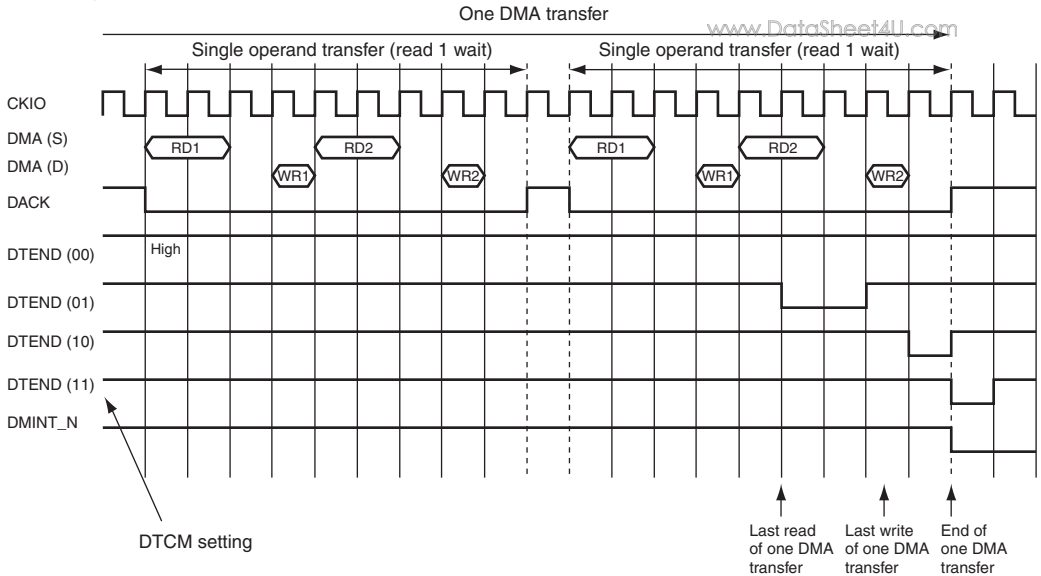 One DMA transfer
www.DataSheet4U.com
Single operand transfer (read 1 wait)
Single operand transfer (read 1 wait)
CKIO
DMA (S)
RD1
RD2
RD1
RD2
DMA (D)
WR1
WR2
WR1
WR2
DACK
DTEND (00)
High
DTEND (01)
DTEND (10)
DTEND (11)
DMINT_N
DTCM setting
Last read
of one DMA
transfer
Last write
of one DMA
transfer
End of
one DMA
transfer